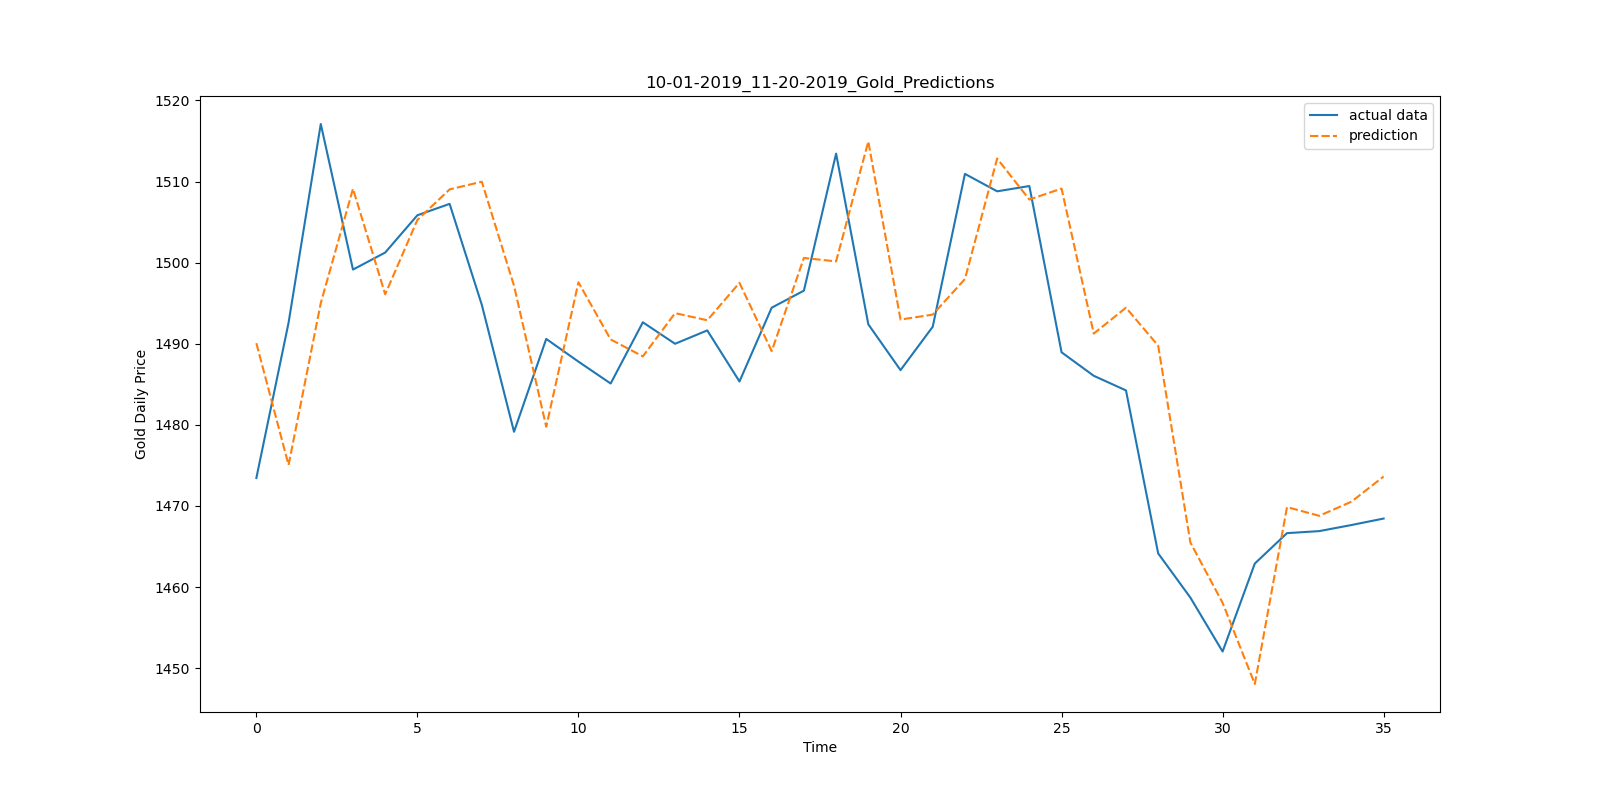 10-01-2019_11-20-2019_Gold_Predictions
actual data
prediction
Gold Daily Price
1520
1510
1500
1490
1480
1470
1460
1450
0 5 10 15 20 25 30 35
Time